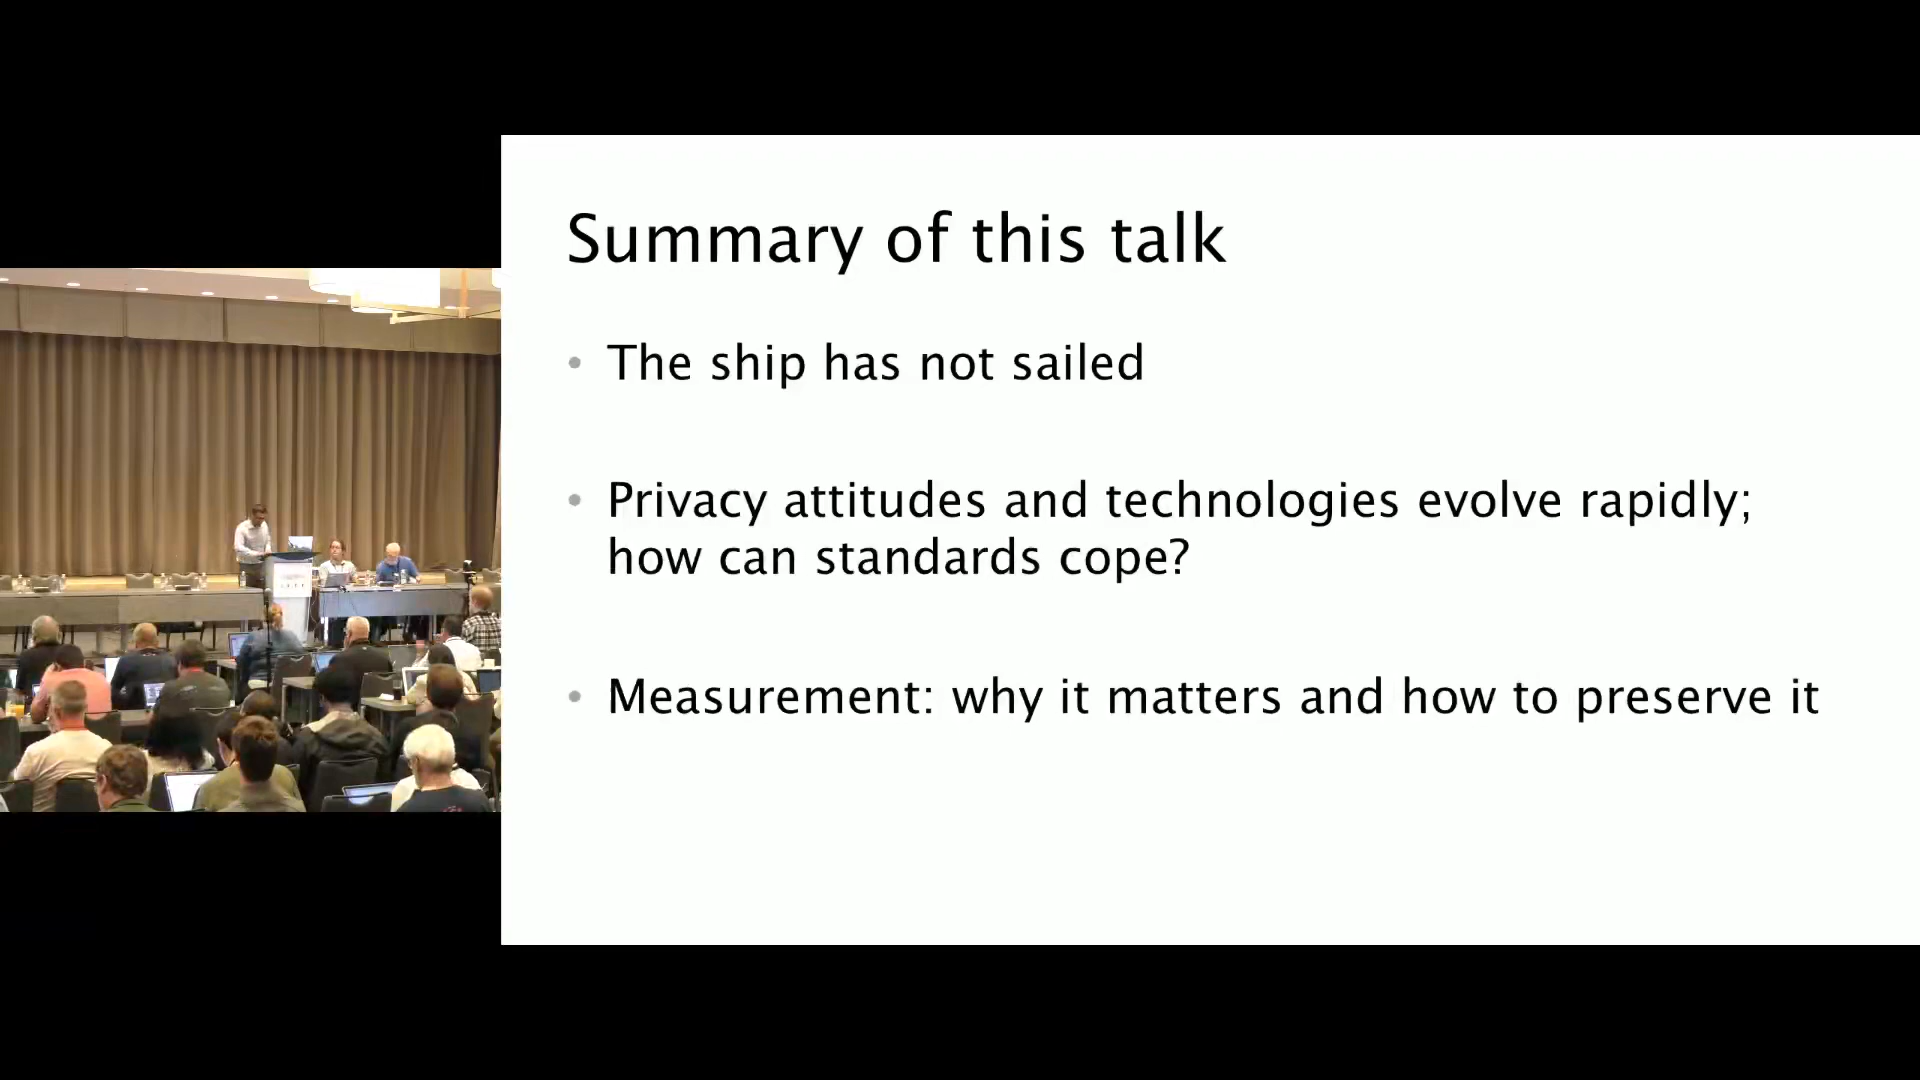 Summary of this talk
• The ship has not sailed
• Privacy attitudes and technologies evolve rapidly;
how can standards cope?
• Measurement: why it matters and how to preserve it